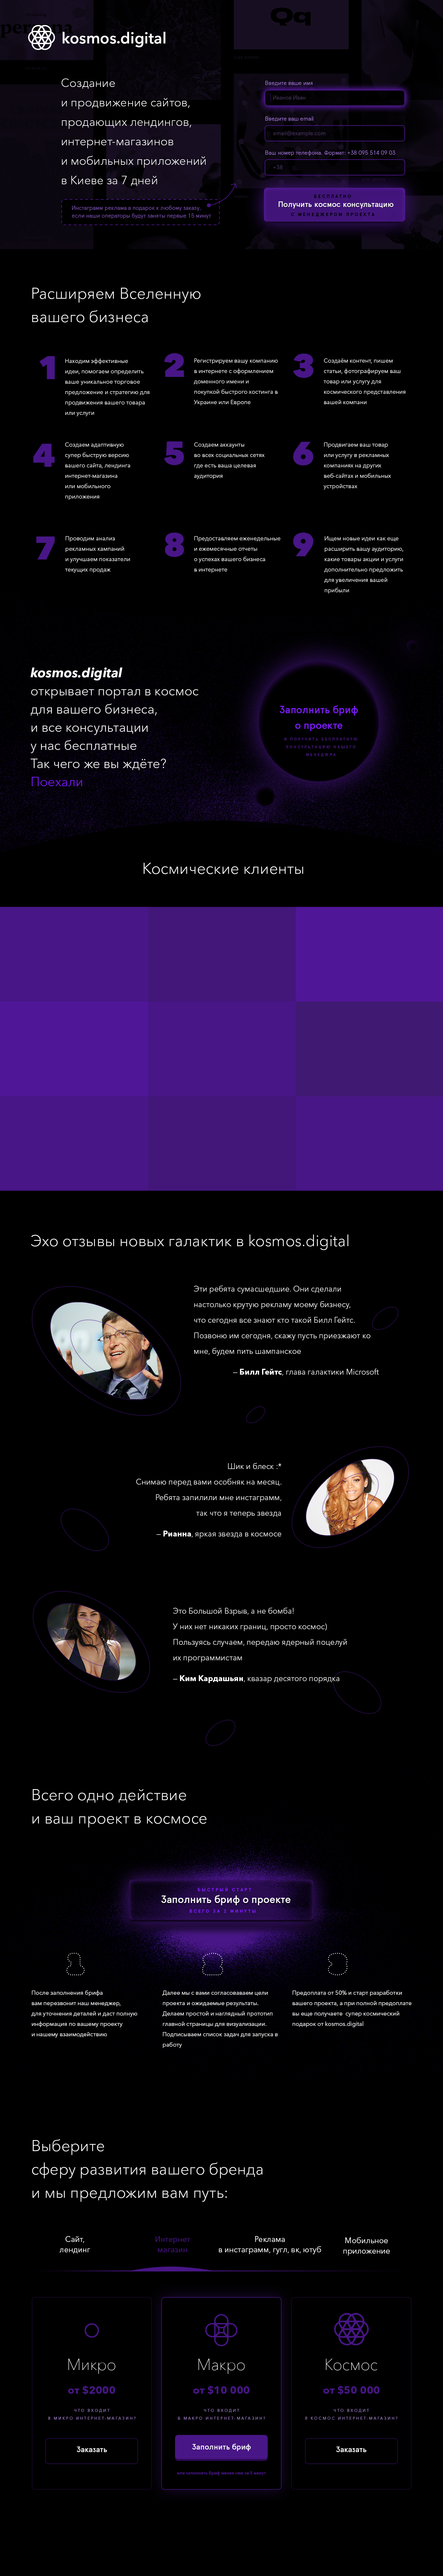 Qq
kosmos.digital
Создание
и продвижение сайтов,
продающих лендингов,
интернет-магазинов
и мобильных приложений
в Киеве за 7 дней
Инстаграмм реклама в подарок к любому заказу,
если наши операторы будут заняты первые 15 минут
Введите ваше имя
Иванов Иван
Введите ваш email
email@example.com
Ваш номер телефона. Формат: +38 095 514 09 03
+38
БЕСПЛАТНО
Получить космос консультацию
С МЕНЕДЖЕРОМ ПРОЕКТА
Расширяем Вселенную
вашего бизнеса
1
Находим эффективные
идеи, помогаем определить
ваше уникальное торговое
предложение и стратегию для
продвижения вашего товара
или услуги
2
Регистрируем вашу компанию
в интернете с оформлением
доменного имени и
покупкой быстрого хостинга в
Украине или Европе
3
Создаём контент, пишем
статьи, фотографируем ваш
товар или услугу для
космического представления
вашей компани
4
Создаем адаптивную
супер быструю версию
вашего сайта, лендинга
интернет-магазина
или мобильного
приложения
5
Создаем аккаунты
во всех социальных сетях
где есть ваша целевая
аудитория
6
Продвигаем ваш товар
или услугу в рекламных
компаниях на других
веб-сайтах и мобильных
устройствах
7
Проводим анализ
рекламных кампаний
и улучшаем показатели
текущих продаж
8
Предоставляем еженедельные
и ежемесячные отчеты
о успехах вашего бизнеса
в интернете
9
Ищем новые идеи как еще
расширить вашу аудиторию,
какие товары акции и услуги
дополнительно предложить
для увеличения вашей
прибыли
kosmos.digital
открывает портал в космос
для вашего бизнеса,
и все консультации
у нас бесплатные
Так чего же вы ждёте?
Поехали
Заполнить бриф
о проекте
И ПОЛУЧИТЬ БЕСПЛАТНУЮ
КОНСУЛЬТАЦИЮ НАШЕГО
МЕНЕДЖЕРА
Космические клиенты
Эхо отзывы новых галактик в kosmos.digital
Эти ребята сумасшедшие. Они сделали
настолько крутую рекламу моему бизнесу,
что сегодня все знают кто такой Билл Гейтс.
Позвоню им сегодня, скажу пусть приезжают ко
мне, будем пить шампанское
— Билл Гейтс, глава галактики Microsoft
Шик и блеск :*
Снимаю перед вами особняк на месяц.
Ребята запилили мне инстаграмм,
так что я теперь звезда
— Рианна, яркая звезда в космосе
Это Большой Взрыв, а не бомба!
У них нет никаких границ, просто космос)
Пользуясь случаем, передаю ядерный поцелуй
их программистам
— Ким Кардашьян, квазар десятого порядка
Всего одно действие
и ваш проект в космосе
БЫСТРЫЙ СТАРТ
Заполнить бриф о проекте
ВСЕГО ЗА 2 МИНУТЫ
1
После заполнения брифа
вам перезвонит наш менеджер,
для уточнения деталей и даст полную
информация по вашему проекту
и нашему взаимодействию
2
Далее мы с вами согласовываем цели
проекта и ожидаемые результаты.
Делаем простой и наглядный прототип
главной страницы для визуализации.
Подписываем список задач для запуска в
работу
3
Предоплата от 50% и старт разработки
вашего проекта, а при полной предоплате
вы еще получаете супер космический
подарок от kosmos.digital
Выберите
сферу развития вашего бренда
и мы предложим вам путь:
Сайт,
лендинг
Интернет
магазин
Реклама
в инстаграмм, гугл, вк, ютуб
Мобильное
приложение
Микро
от $2000
ЧТО ВХОДИТ
В МИКРО ИНТЕРНЕТ-МАГАЗИН?
Заказать
Макро
от $10 000
ЧТО ВХОДИТ
В МАКРО ИНТЕРНЕТ-МАГАЗИН?
Заполнить бриф
Космос
от $50 000
ЧТО ВХОДИТ
В КОСМОС ИНТЕРНЕТ-МАГАЗИН?
Заказать